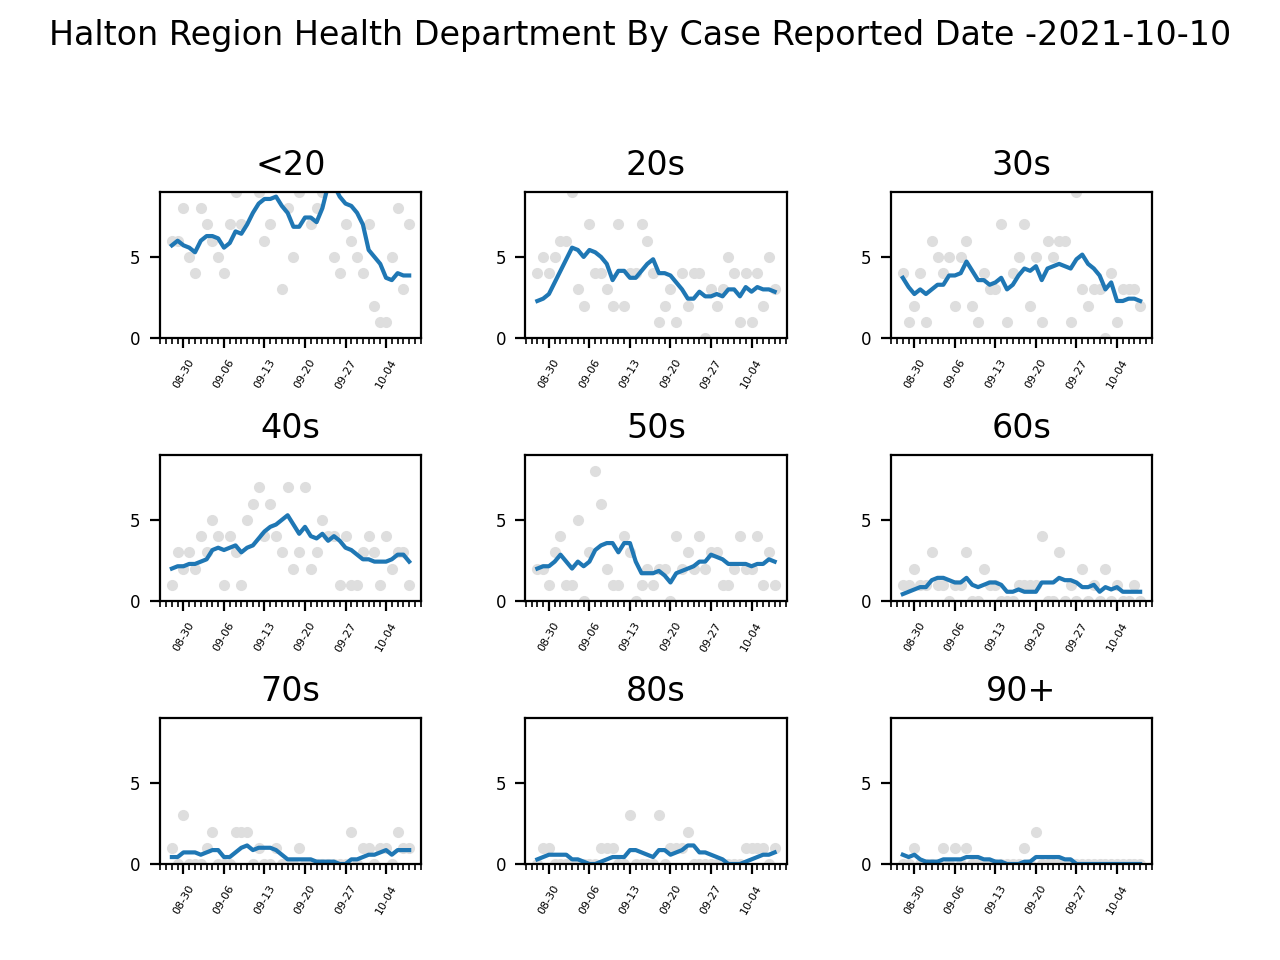 Halton Region Health Department By Case Reported Date -2021-10-10
<20 20s 30s
5 5 5
0 0 0
08-30 09-06 09-13 09-20 09-27 10-04 08-30 09-06 09-13 09-20 09-27 10-04 08-30 09-06 09-13 09-20 09-27 10-04
40s 50s 60s
5 5 5
0 0 0
08-30 09-06 09-13 09-20 09-27 10-04 08-30 09-06 09-13 09-20 09-27 10-04 08-30 09-06 09-13 09-20 09-27 10-04
70s 80s 90+
5 5 5
0 0 0
08-30 09-06 09-13 09-20 09-27 10-04 08-30 09-06 09-13 09-20 09-27 10-04 08-30 09-06 09-13 09-20 09-27 10-04